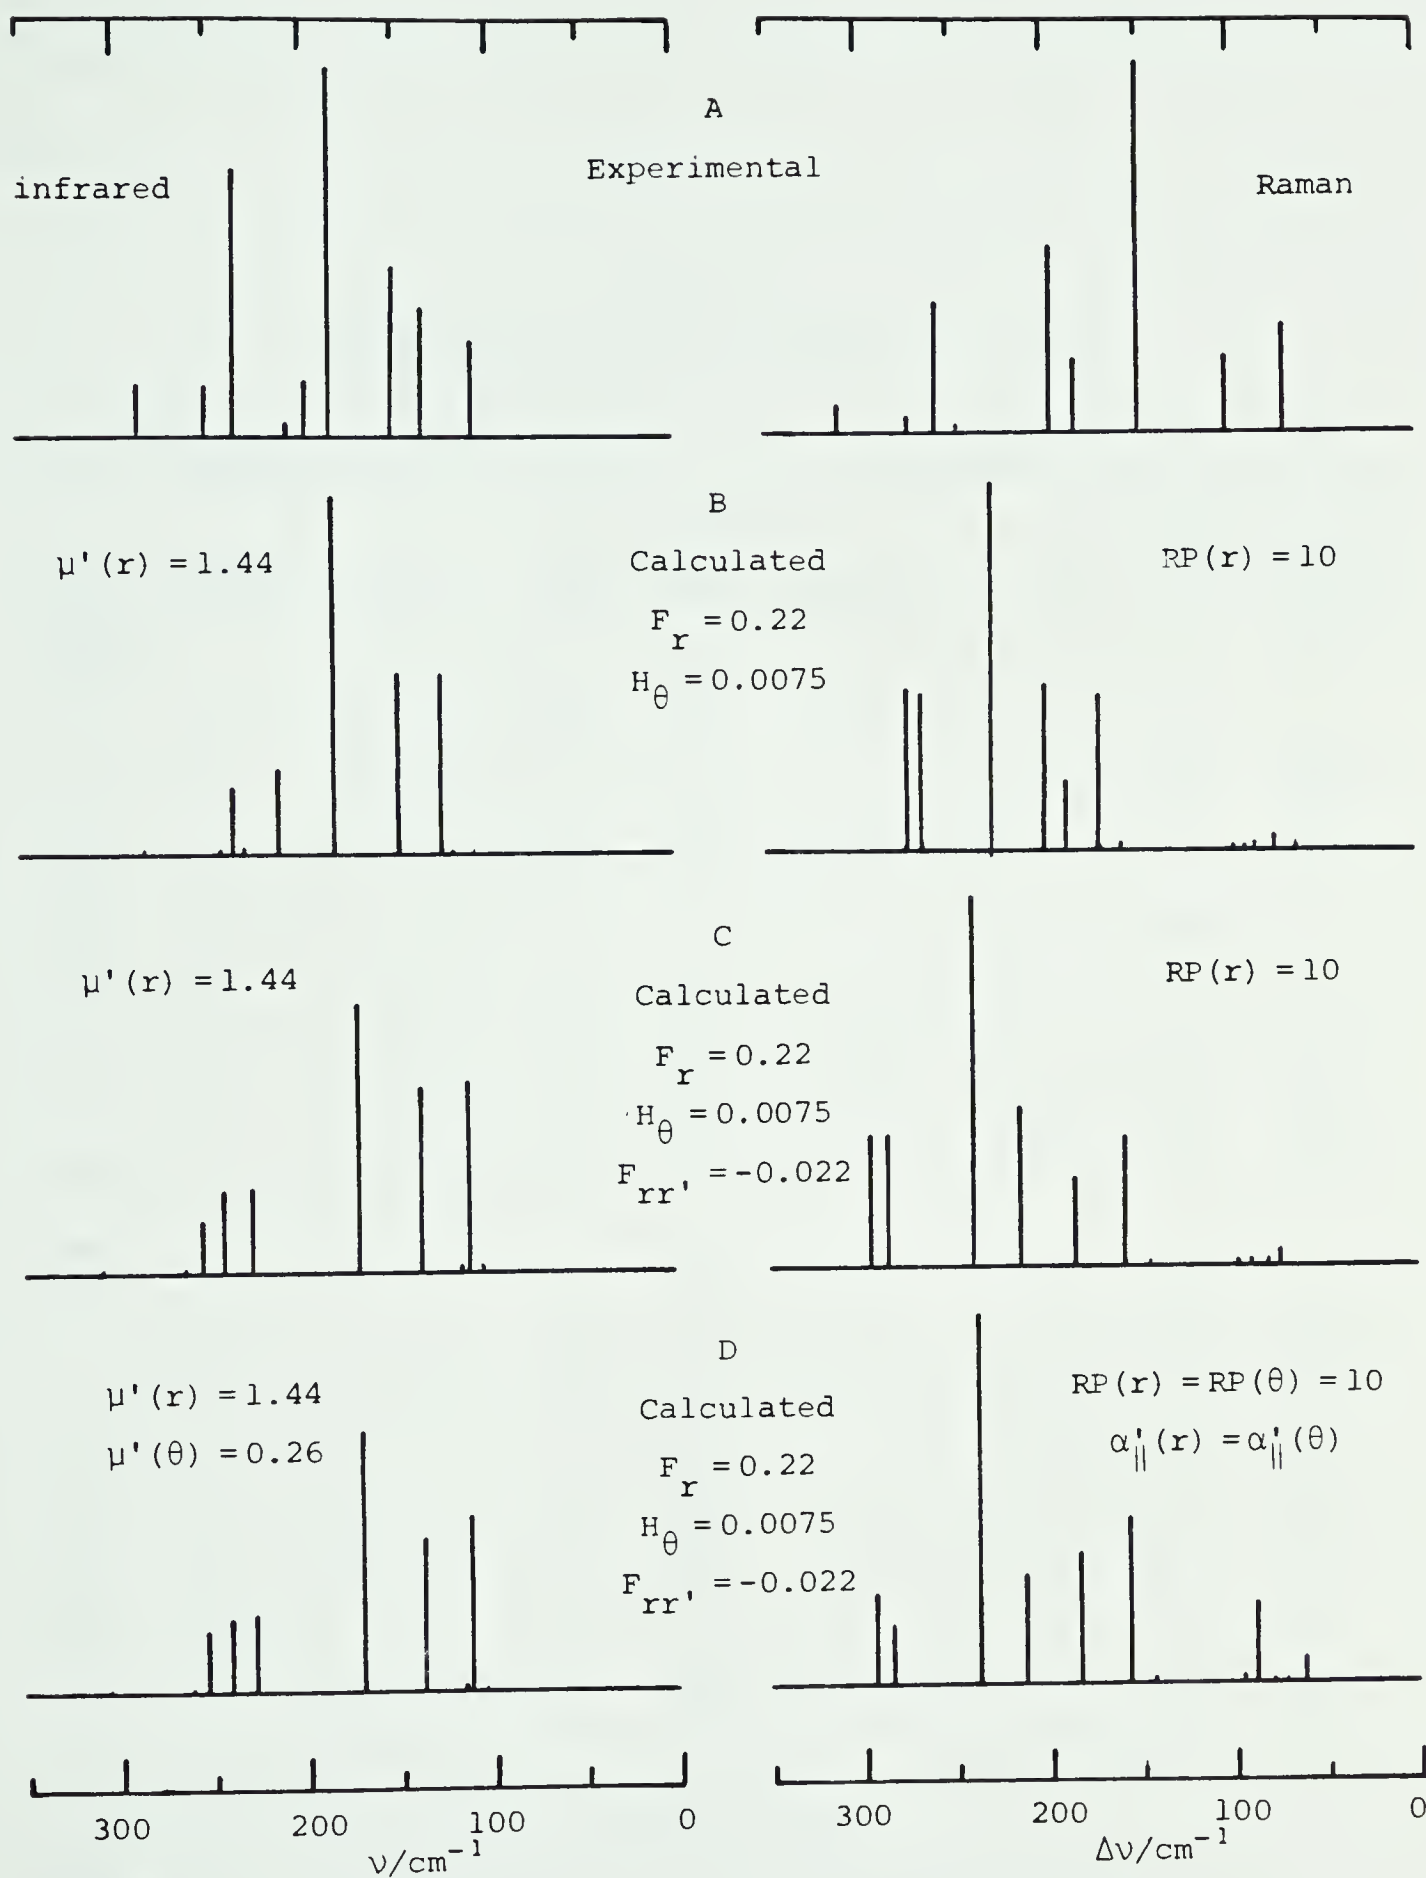 A
Experimental
infrared
Raman
B
Calculated
μ'(r) = 1.44
RP(r) = 10
F_r = 0.22
H_θ = 0.0075
C
Calculated
μ'(r) = 1.44
RP(r) = 10
F_r = 0.22
H_θ = 0.0075
F_rr' = -0.022
D
Calculated
μ'(r) = 1.44
μ'(θ) = 0.26
RP(r) = RP(θ) = 10
α'_∥(r) = α'_∥(θ)
F_r = 0.22
H_θ = 0.0075
F_rr' = -0.022
300 200 100 0
ν/cm⁻¹
300 200 100 0
Δν/cm⁻¹